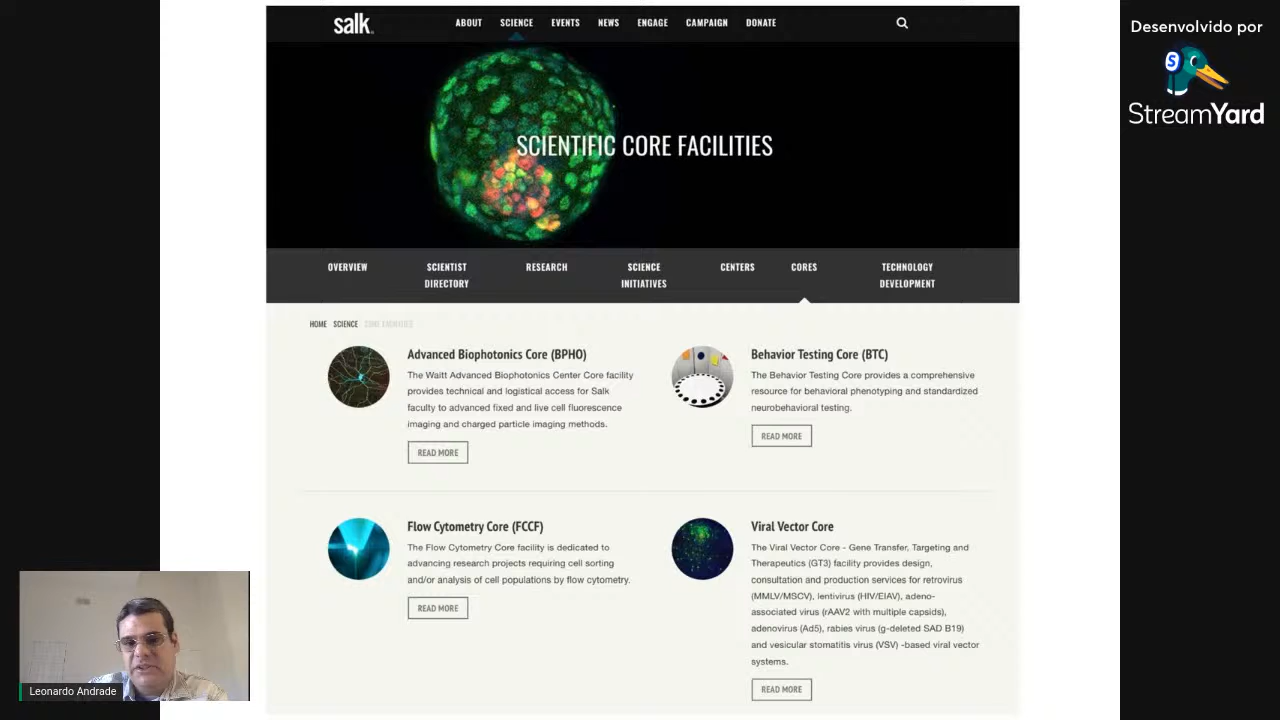 salk
ABOUT SCIENCE EVENTS NEWS ENGAGE CAMPAIGN DONATE
Desenvolvido por
StreamYard
SCIENTIFIC CORE FACILITIES
OVERVIEW
SCIENTIST
DIRECTORY
RESEARCH
SCIENCE
INITIATIVES
CENTERS
CORES
TECHNOLOGY
DEVELOPMENT
HOME SCIENCE CORE FACILITIES
Advanced Biophotonics Core (BPHO)
The Waitt Advanced Biophotonics Center Core facility
provides technical and logistical access for Salk
faculty to advanced fixed and live cell fluorescence
imaging and charged particle imaging methods.
READ MORE
Behavior Testing Core (BTC)
The Behavior Testing Core provides a comprehensive
resource for behavioral phenotyping and standardized
neurobehavioral testing.
READ MORE
Flow Cytometry Core (FCCF)
The Flow Cytometry Core facility is dedicated to
advancing research projects requiring cell sorting
and/or analysis of cell populations by flow cytometry.
READ MORE
Viral Vector Core
The Viral Vector Core - Gene Transfer, Targeting and
Therapeutics (GT3) facility provides design,
consultation and production services for retrovirus
(MMLV/MSCV), lentivirus (HIV/EIAV), adeno-
associated virus (rAAV2 with multiple capsids),
adenovirus (Ad5), rabies virus (g-deleted SAD B19)
and vesicular stomatitis virus (VSV) -based viral vector
systems.
READ MORE
Leonardo Andrade